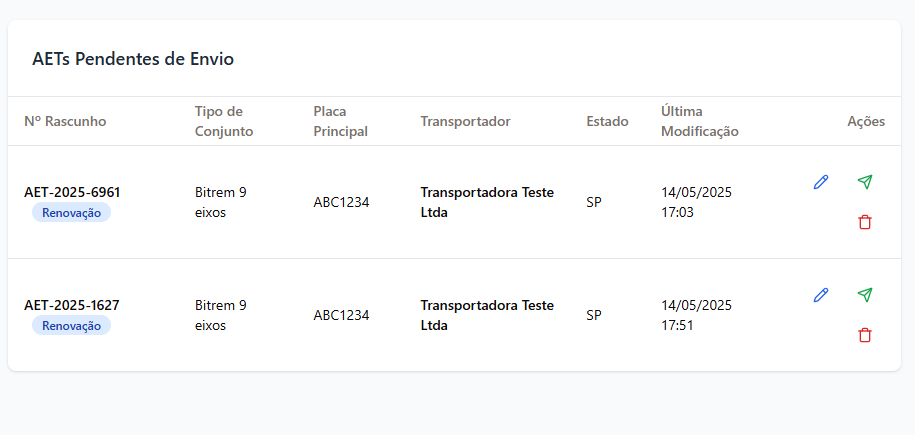 AETs Pendentes de Envio
Nº Rascunho
Tipo de
Conjunto
Placa
Principal
Transportador
Estado
Última
Modificação
Ações
AET-2025-6961
Renovação
Bitrem 9
eixos
ABC1234
Transportadora Teste
Ltda
SP
14/05/2025
17:03
AET-2025-1627
Renovação
Bitrem 9
eixos
ABC1234
Transportadora Teste
Ltda
SP
14/05/2025
17:51